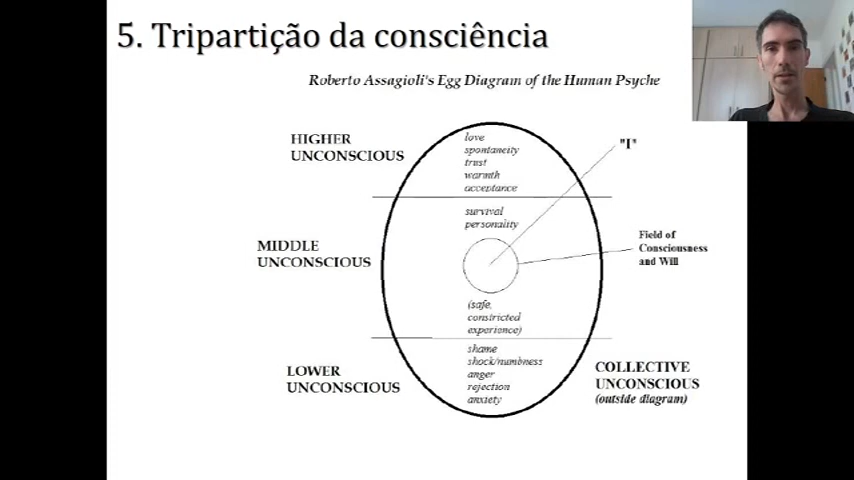 5. Tripartição da consciência
Roberto Assagioli's Egg Diagram of the Human Psyche
HIGHER
UNCONSCIOUS
love
spontaneity
trust
warmth
acceptance
"I"
survival
personality
MIDDLE
UNCONSCIOUS
Field of
Consciousness
and Will
(safe,
constricted
experience)
LOWER
UNCONSCIOUS
shame
shock/numbness
anger
rejection
anxiety
COLLECTIVE
UNCONSCIOUS
(outside diagram)